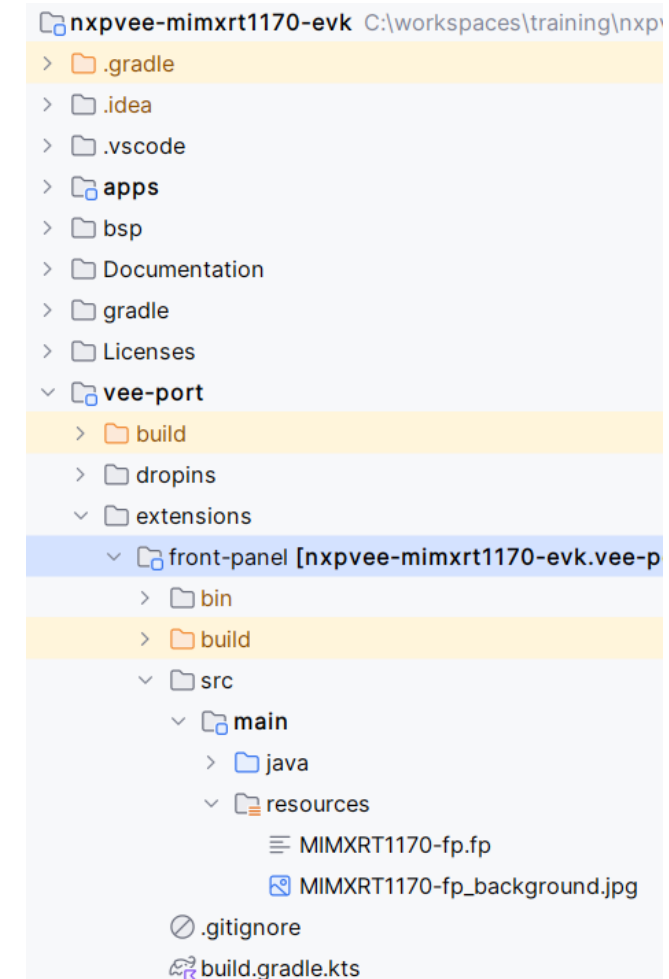 nxpvee-mimxrt1170-evk C:\workspaces\training\nxpv
.gradle
.idea
.vscode
apps
bsp
Documentation
gradle
Licenses
vee-port
build
dropins
extensions
front-panel [nxpvee-mimxrt1170-evk.vee-p
bin
build
src
main
java
resources
MIMXRT1170-fp.fp
MIMXRT1170-fp_background.jpg
.gitignore
build.gradle.kts